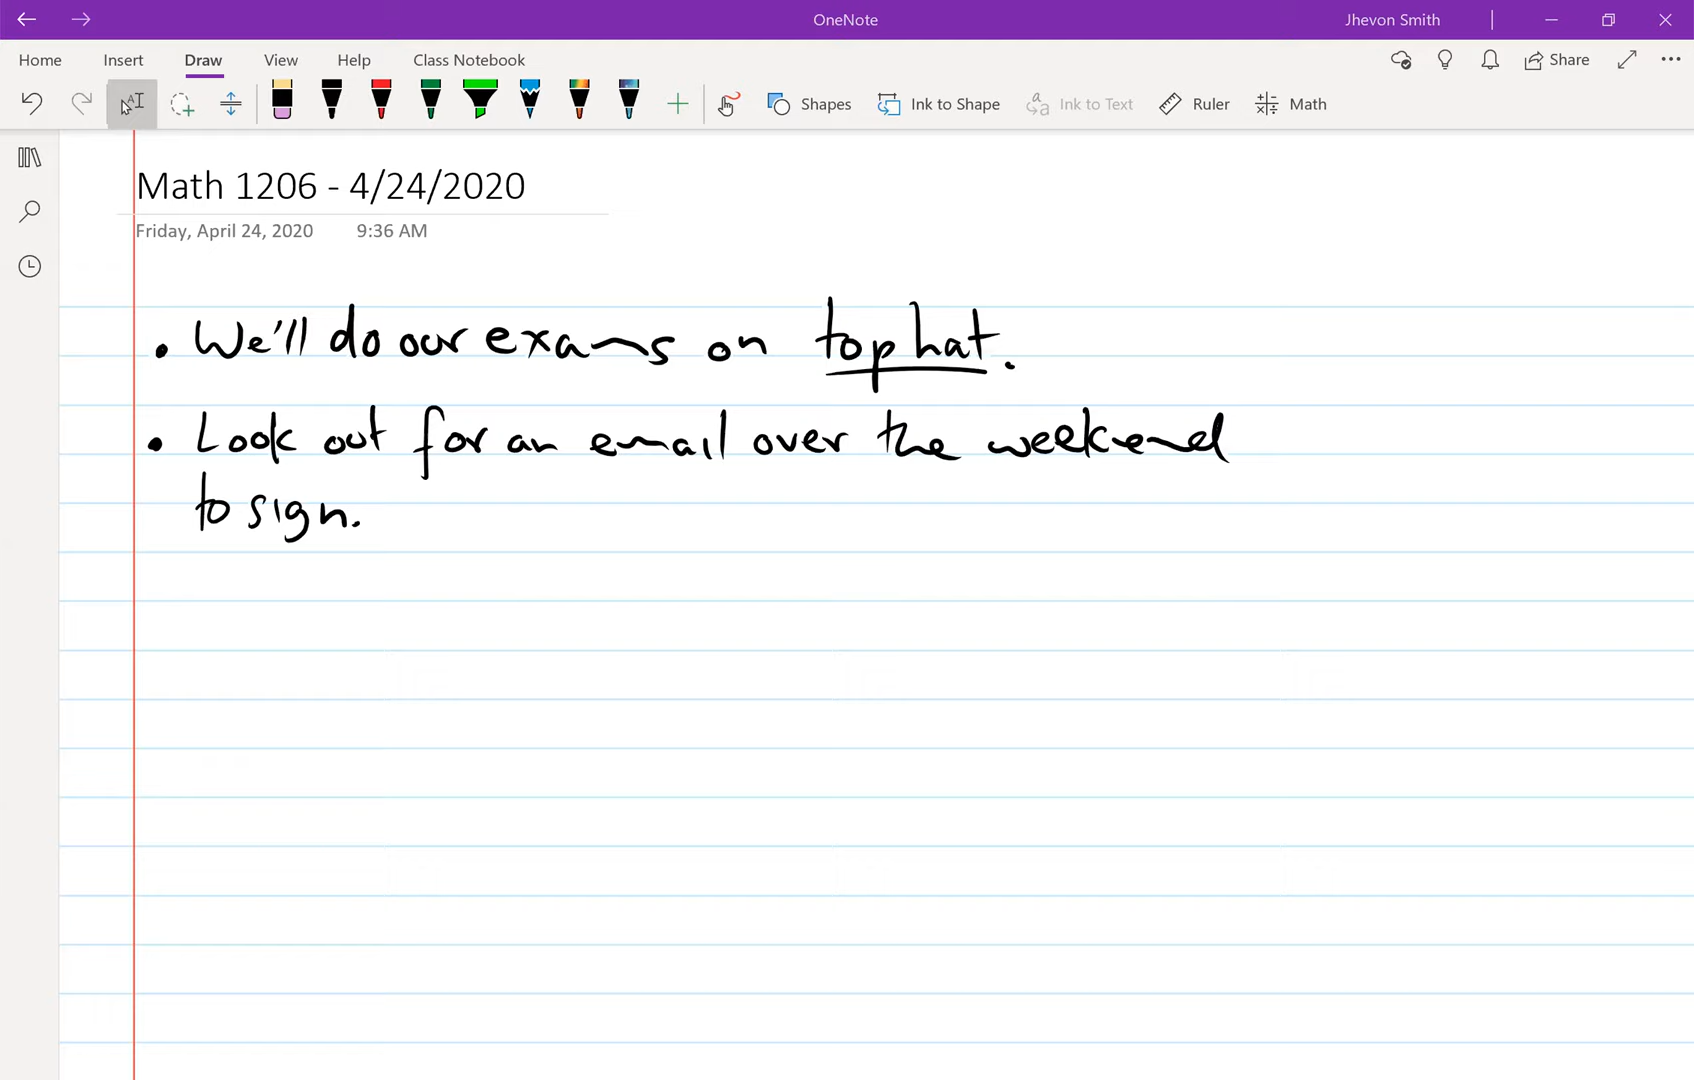 OneNote
Jhevon Smith
Home Insert Draw View Help Class Notebook
Share
Shapes Ink to Shape Ink to Text Ruler Math
Math 1206 - 4/24/2020
Friday, April 24, 2020 9:36 AM
• We'll do our exams on tophat.
• Look out for an email over the weekend
to sign.